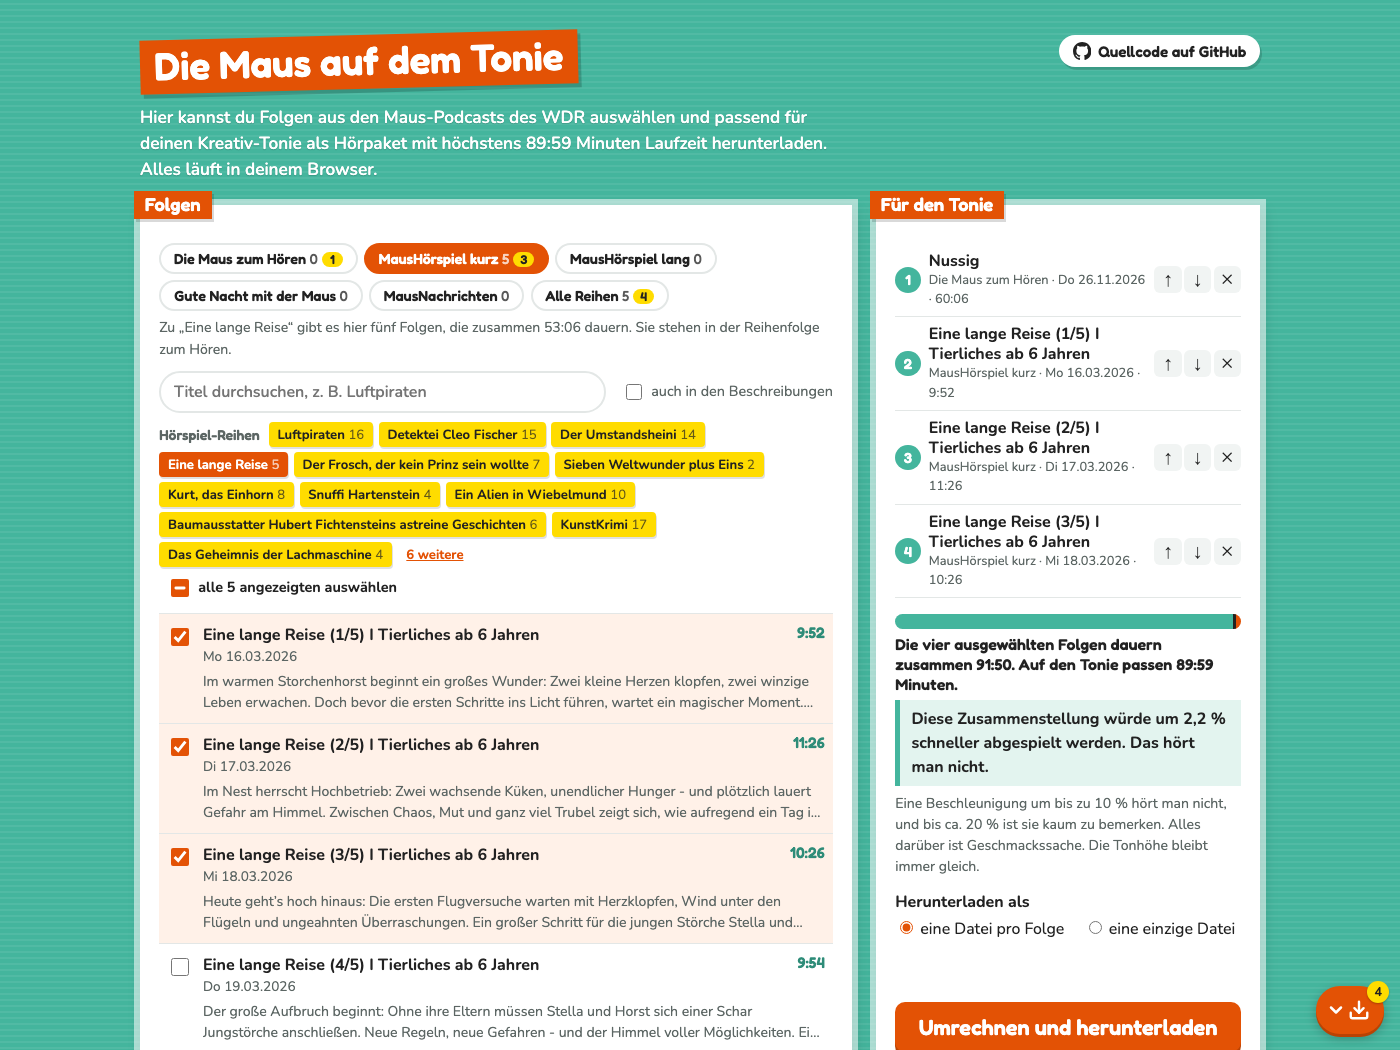 Die Maus auf dem Tonie
Quellcode auf GitHub
Hier kannst du Folgen aus den Maus-Podcasts des WDR auswählen und passend für
deinen Kreativ-Tonie als Hörpaket mit höchstens 89:59 Minuten Laufzeit herunterladen.
Alles läuft in deinem Browser.
Folgen
Die Maus zum Hören 0 1
MausHörspiel kurz 5 3
MausHörspiel lang 0
Gute Nacht mit der Maus 0
MausNachrichten 0
Alle Reihen 5 4
Zu „Eine lange Reise“ gibt es hier fünf Folgen, die zusammen 53:06 dauern. Sie stehen in der Reihenfolge
zum Hören.
Titel durchsuchen, z. B. Luftpiraten
auch in den Beschreibungen
Hörspiel-Reihen
Luftpiraten 16
Detektei Cleo Fischer 15
Der Umstandsheini 14
Eine lange Reise 5
Der Frosch, der kein Prinz sein wollte 7
Sieben Weltwunder plus Eins 2
Kurt, das Einhorn 8
Snuffi Hartenstein 4
Ein Alien in Wiebelmund 10
Baumausstatter Hubert Fichtensteins astreine Geschichten 6
KunstKrimi 17
Das Geheimnis der Lachmaschine 4
6 weitere
alle 5 angezeigten auswählen
Eine lange Reise (1/5) I Tierliches ab 6 Jahren
9:52
Mo 16.03.2026
Im warmen Storchenhorst beginnt ein großes Wunder: Zwei kleine Herzen klopfen, zwei winzige
Leben erwachen. Doch bevor die ersten Schritte ins Licht führen, wartet ein magischer Moment....
Eine lange Reise (2/5) I Tierliches ab 6 Jahren
11:26
Di 17.03.2026
Im Nest herrscht Hochbetrieb: Zwei wachsende Küken, unendlicher Hunger - und plötzlich lauert
Gefahr am Himmel. Zwischen Chaos, Mut und ganz viel Trubel zeigt sich, wie aufregend ein Tag i...
Eine lange Reise (3/5) I Tierliches ab 6 Jahren
10:26
Mi 18.03.2026
Heute geht's hoch hinaus: Die ersten Flugversuche warten mit Herzklopfen, Wind unter den
Flügeln und ungeahnten Überraschungen. Ein großer Schritt für die jungen Störche Stella und...
Eine lange Reise (4/5) I Tierliches ab 6 Jahren
9:54
Do 19.03.2026
Der große Aufbruch beginnt: Ohne ihre Eltern müssen Stella und Horst sich einer Schar
Jungstörche anschließen. Neue Regeln, neue Gefahren - und der Himmel voller Möglichkeiten. Ei...
Für den Tonie
1
Nussig
Die Maus zum Hören · Do 26.11.2026
· 60:06
↑ ↓ ×
2
Eine lange Reise (1/5) I
Tierliches ab 6 Jahren
MausHörspiel kurz · Mo 16.03.2026 ·
9:52
↑ ↓ ×
3
Eine lange Reise (2/5) I
Tierliches ab 6 Jahren
MausHörspiel kurz · Di 17.03.2026 ·
11:26
↑ ↓ ×
4
Eine lange Reise (3/5) I
Tierliches ab 6 Jahren
MausHörspiel kurz · Mi 18.03.2026 ·
10:26
↑ ↓ ×
Die vier ausgewählten Folgen dauern
zusammen 91:50. Auf den Tonie passen 89:59
Minuten.
Diese Zusammenstellung würde um 2,2 %
schneller abgespielt werden. Das hört
man nicht.
Eine Beschleunigung um bis zu 10 % hört man nicht,
und bis ca. 20 % ist sie kaum zu bemerken. Alles
darüber ist Geschmackssache. Die Tonhöhe bleibt
immer gleich.
Herunterladen als
eine Datei pro Folge
eine einzige Datei
Umrechnen und herunterladen
4